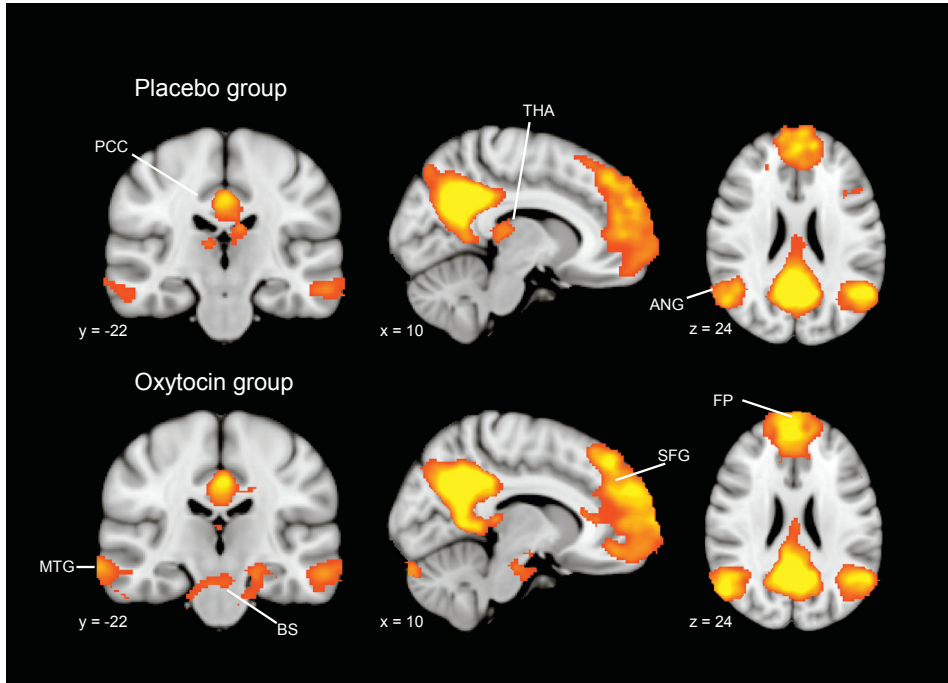 Placebo group
PCC
THA
ANG
y = -22
x = 10
z = 24
Oxytocin group
FP
SFG
MTG
BS
y = -22
x = 10
z = 24